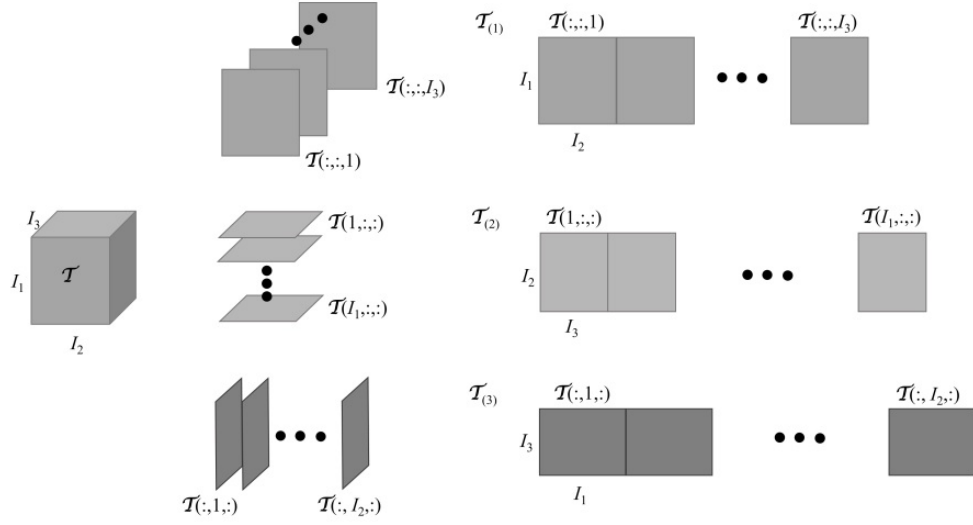 𝒯(:,:,I₃)
𝒯(:,:,1)
𝒯₍₁₎
𝒯(:,:,1)
𝒯(:,:,I₃)
I₁
I₂
I₃
𝒯
I₁
I₂
𝒯(1,:,:)
𝒯(I₁,:,:)
𝒯₍₂₎
𝒯(1,:,:)
𝒯(I₁,:,:)
I₂
I₃
𝒯(:,1,:)
𝒯(:, I₂,:)
𝒯₍₃₎
𝒯(:,1,:)
𝒯(:, I₂,:)
I₃
I₁